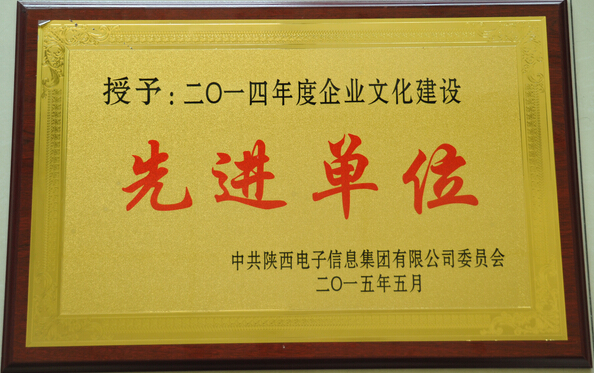 授予:二〇一四年度企业文化建设
先进单位
中共陕西电子信息集团有限公司委员会
二〇一五年五月